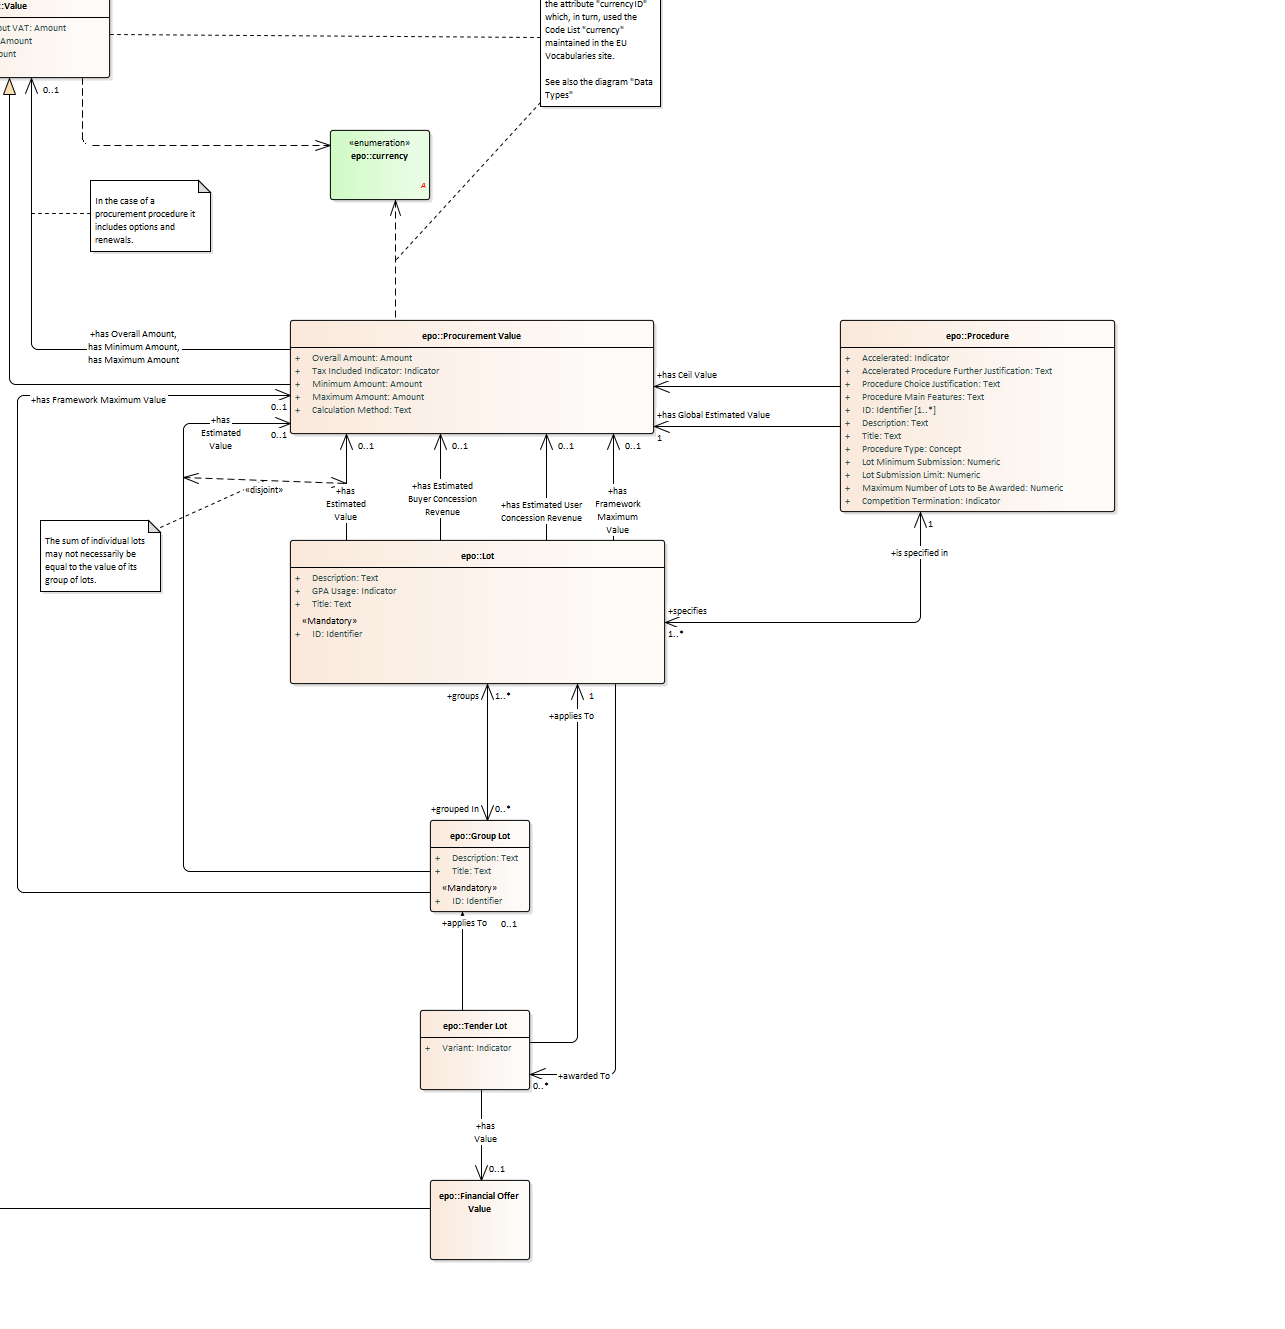 ::Value
out VAT: Amount
Amount
ount
0..1
the attribute "currencyID"
which, in turn, used the
Code List "currency"
maintained in the EU
Vocabularies site.
See also the diagram "Data
Types"
«enumeration»
epo::currency
A
In the case of a
procurement procedure it
includes options and
renewals.
+has Overall Amount,
has Minimum Amount,
has Maximum Amount
epo::Procurement Value
+ Overall Amount: Amount
+ Tax Included Indicator: Indicator
+ Minimum Amount: Amount
+ Maximum Amount: Amount
+ Calculation Method: Text
epo::Procedure
+ Accelerated: Indicator
+ Accelerated Procedure Further Justification: Text
+ Procedure Choice Justification: Text
+ Procedure Main Features: Text
+ ID: Identifier [1..*]
+ Description: Text
+ Title: Text
+ Procedure Type: Concept
+ Lot Minimum Submission: Numeric
+ Lot Submission Limit: Numeric
+ Maximum Number of Lots to Be Awarded: Numeric
+ Competition Termination: Indicator
+has Ceil Value
+has Global Estimated Value
1
+has Framework Maximum Value
0..1
+has
Estimated
Value
0..1
0..1
0..1
0..1
0..1
+has
Estimated
Value
+has Estimated
Buyer Concession
Revenue
+has Estimated User
Concession Revenue
+has
Framework
Maximum
Value
«disjoint»
The sum of individual lots
may not necessarily be
equal to the value of its
group of lots.
1
+is specified in
epo::Lot
+ Description: Text
+ GPA Usage: Indicator
+ Title: Text
«Mandatory»
+ ID: Identifier
+specifies
1..*
+groups
1..*
1
+applies To
+grouped In
0..*
epo::Group Lot
+ Description: Text
+ Title: Text
«Mandatory»
+ ID: Identifier
+applies To
0..1
epo::Tender Lot
+ Variant: Indicator
+awarded To
0..*
+has
Value
0..1
epo::Financial Offer
Value